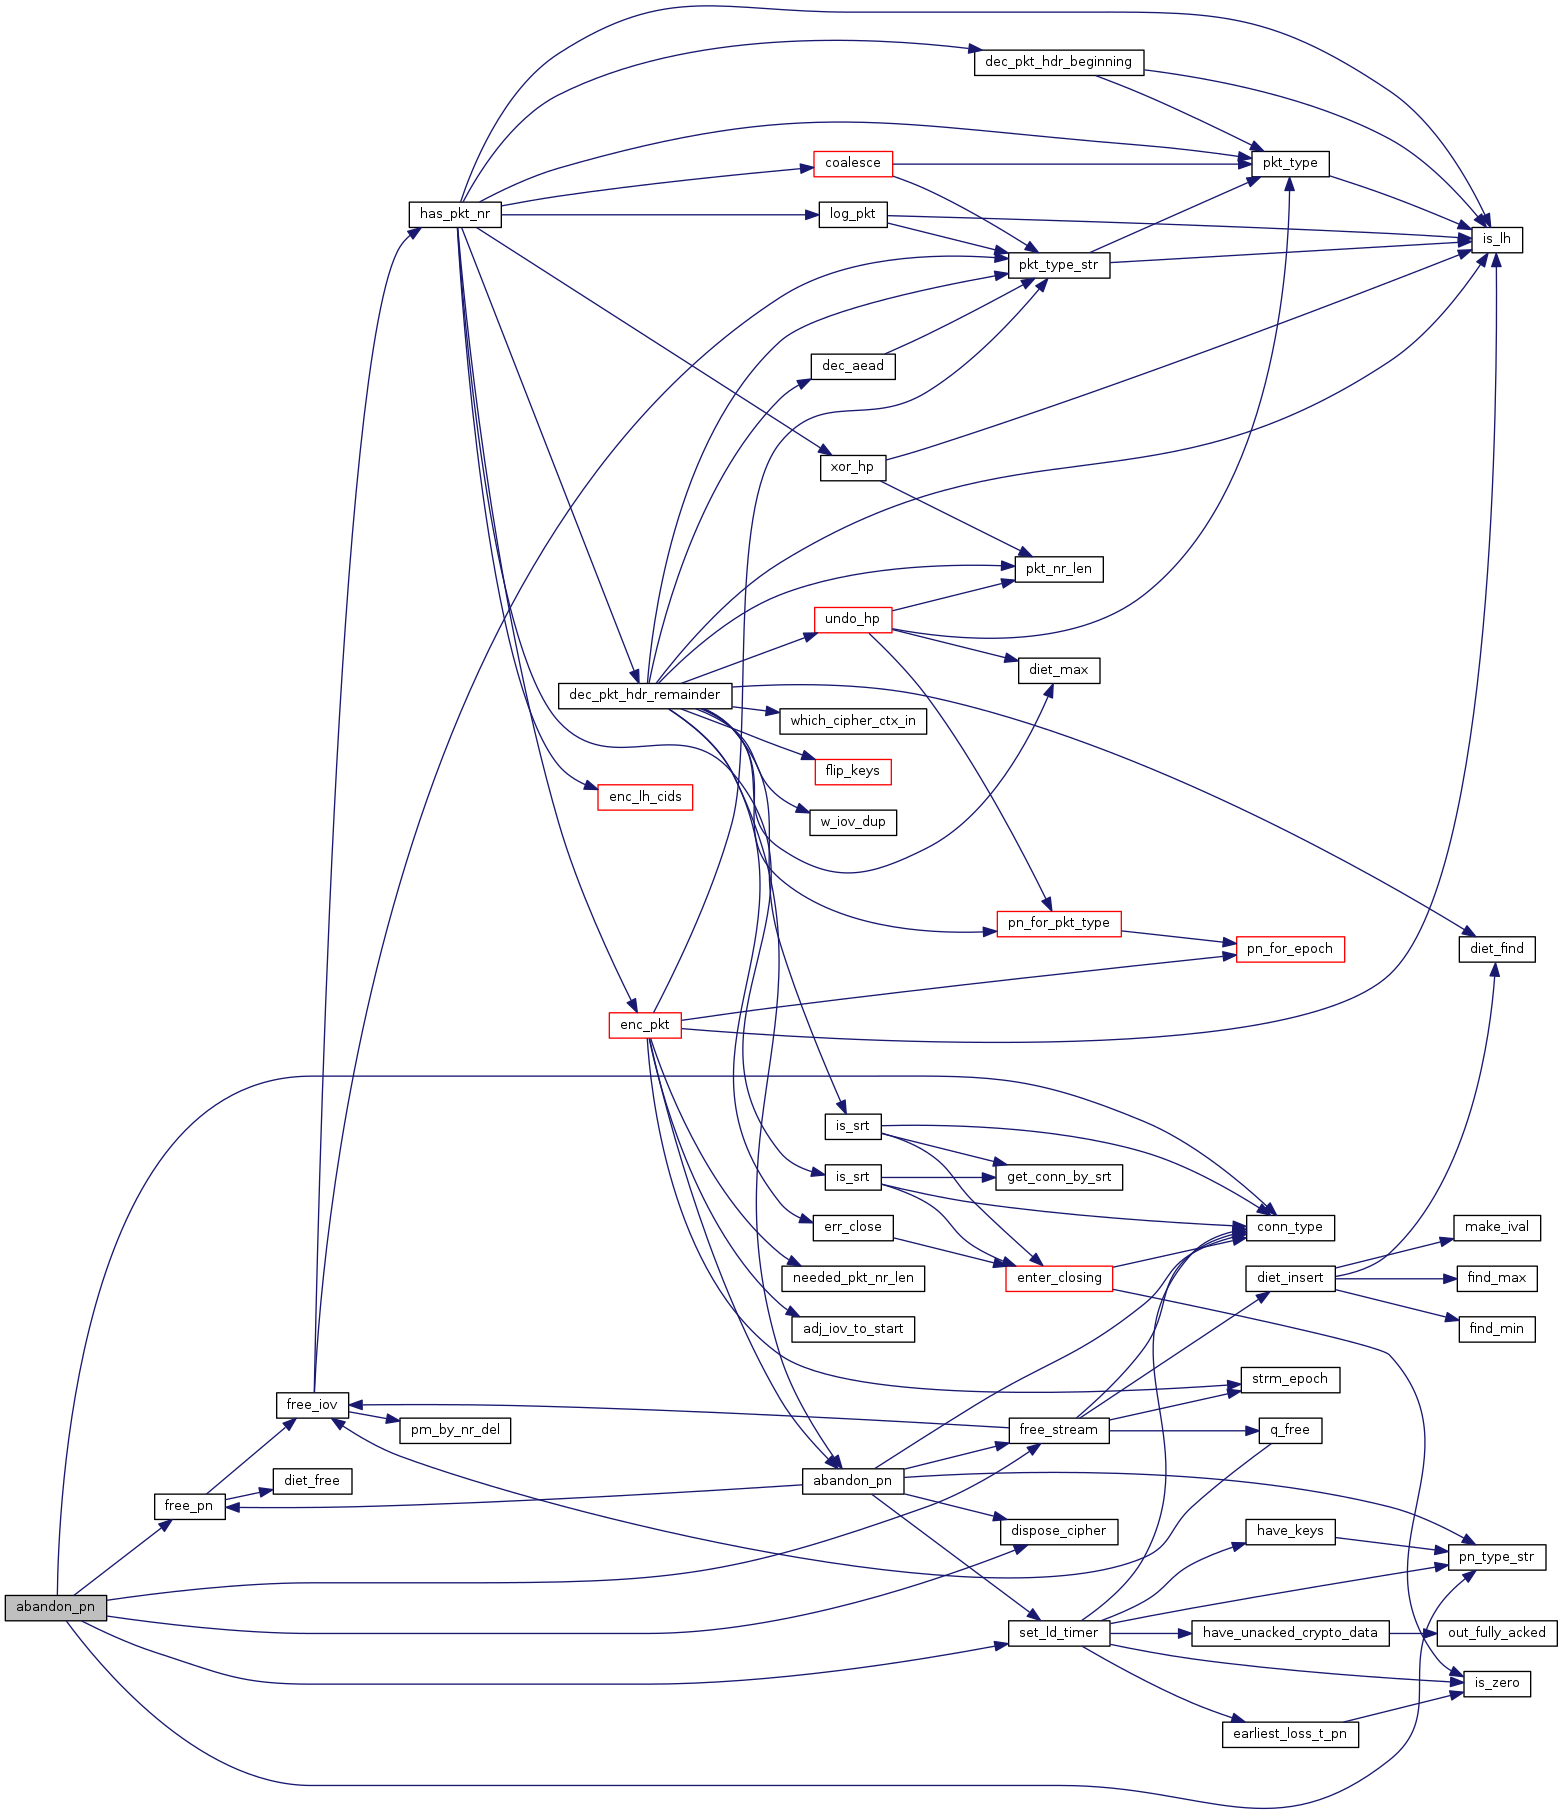 dec_pkt_hdr_beginning
coalesce
pkt_type
has_pkt_nr
log_pkt
is_lh
pkt_type_str
dec_aead
xor_hp
pkt_nr_len
undo_hp
diet_max
dec_pkt_hdr_remainder
which_cipher_ctx_in
flip_keys
enc_lh_cids
w_iov_dup
pn_for_pkt_type
pn_for_epoch
diet_find
enc_pkt
is_srt
is_srt
get_conn_by_srt
err_close
conn_type
make_ival
needed_pkt_nr_len
enter_closing
diet_insert
find_max
adj_iov_to_start
find_min
strm_epoch
free_iov
pm_by_nr_del
free_stream
q_free
diet_free
abandon_pn
free_pn
dispose_cipher
have_keys
pn_type_str
abandon_pn
set_ld_timer
have_unacked_crypto_data
out_fully_acked
is_zero
earliest_loss_t_pn